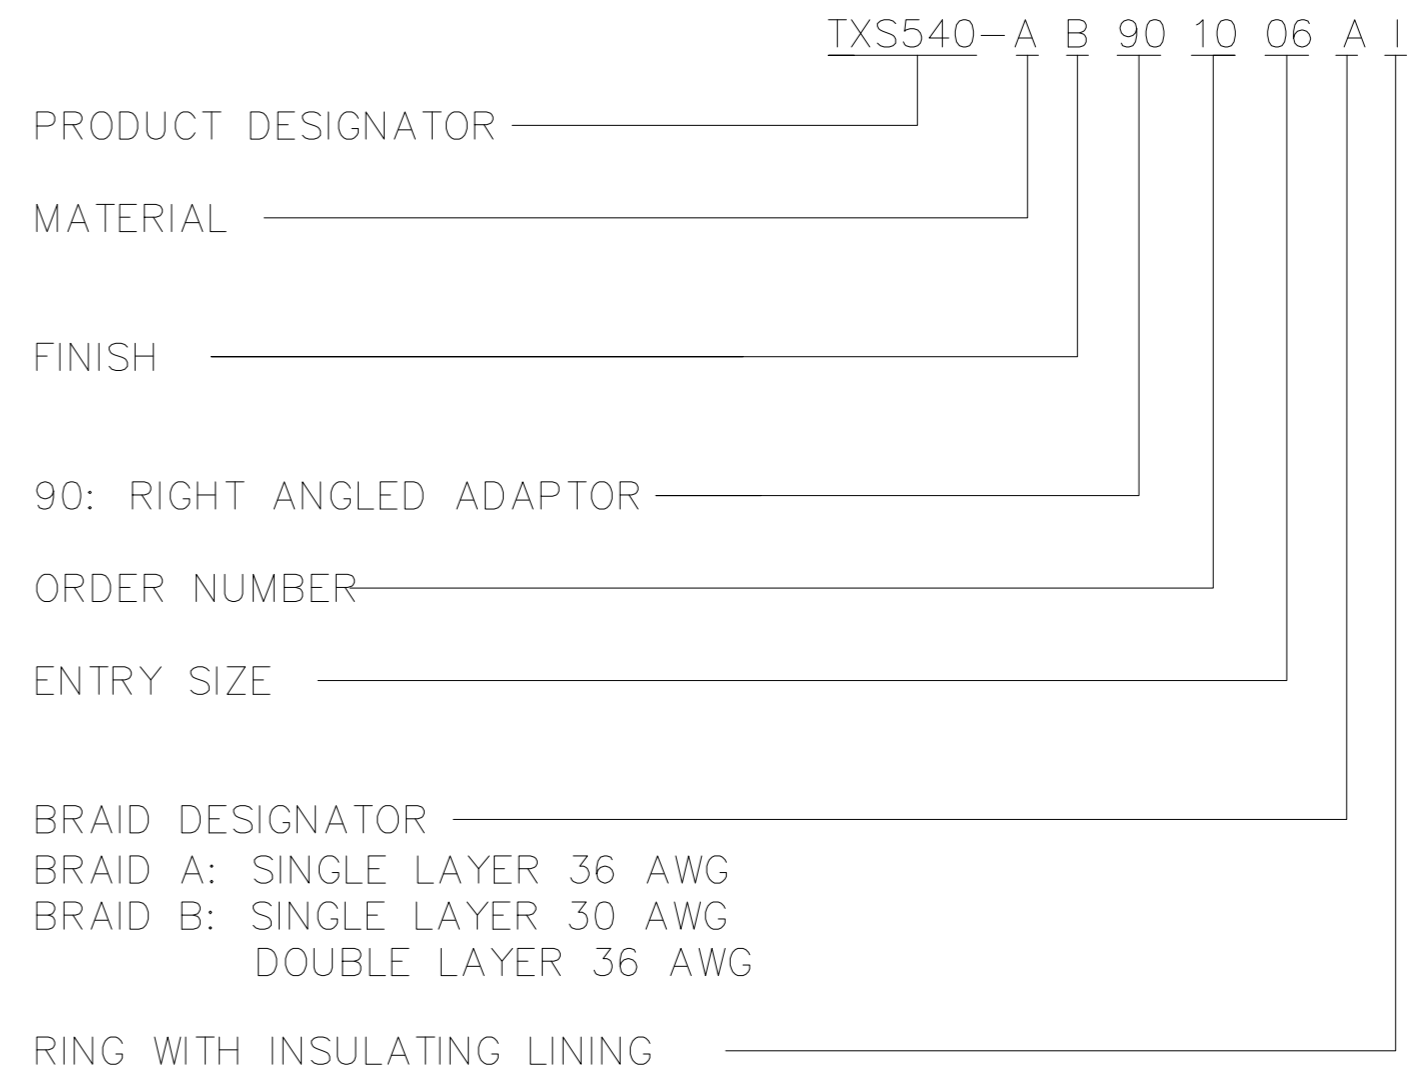 TXS540-A B 90 10 06 A I
PRODUCT DESIGNATOR
MATERIAL
FINISH
90: RIGHT ANGLED ADAPTOR
ORDER NUMBER
ENTRY SIZE
BRAID DESIGNATOR
BRAID A: SINGLE LAYER 36 AWG
BRAID B: SINGLE LAYER 30 AWG
DOUBLE LAYER 36 AWG
RING WITH INSULATING LINING